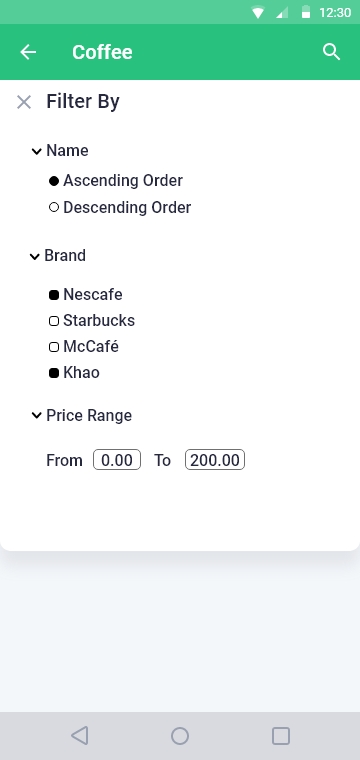 12:30
Coffee
Filter By
Name
Ascending Order
Descending Order
Brand
Nescafe
Starbucks
McCafé
Khao
Price Range
From 0.00 To 200.00